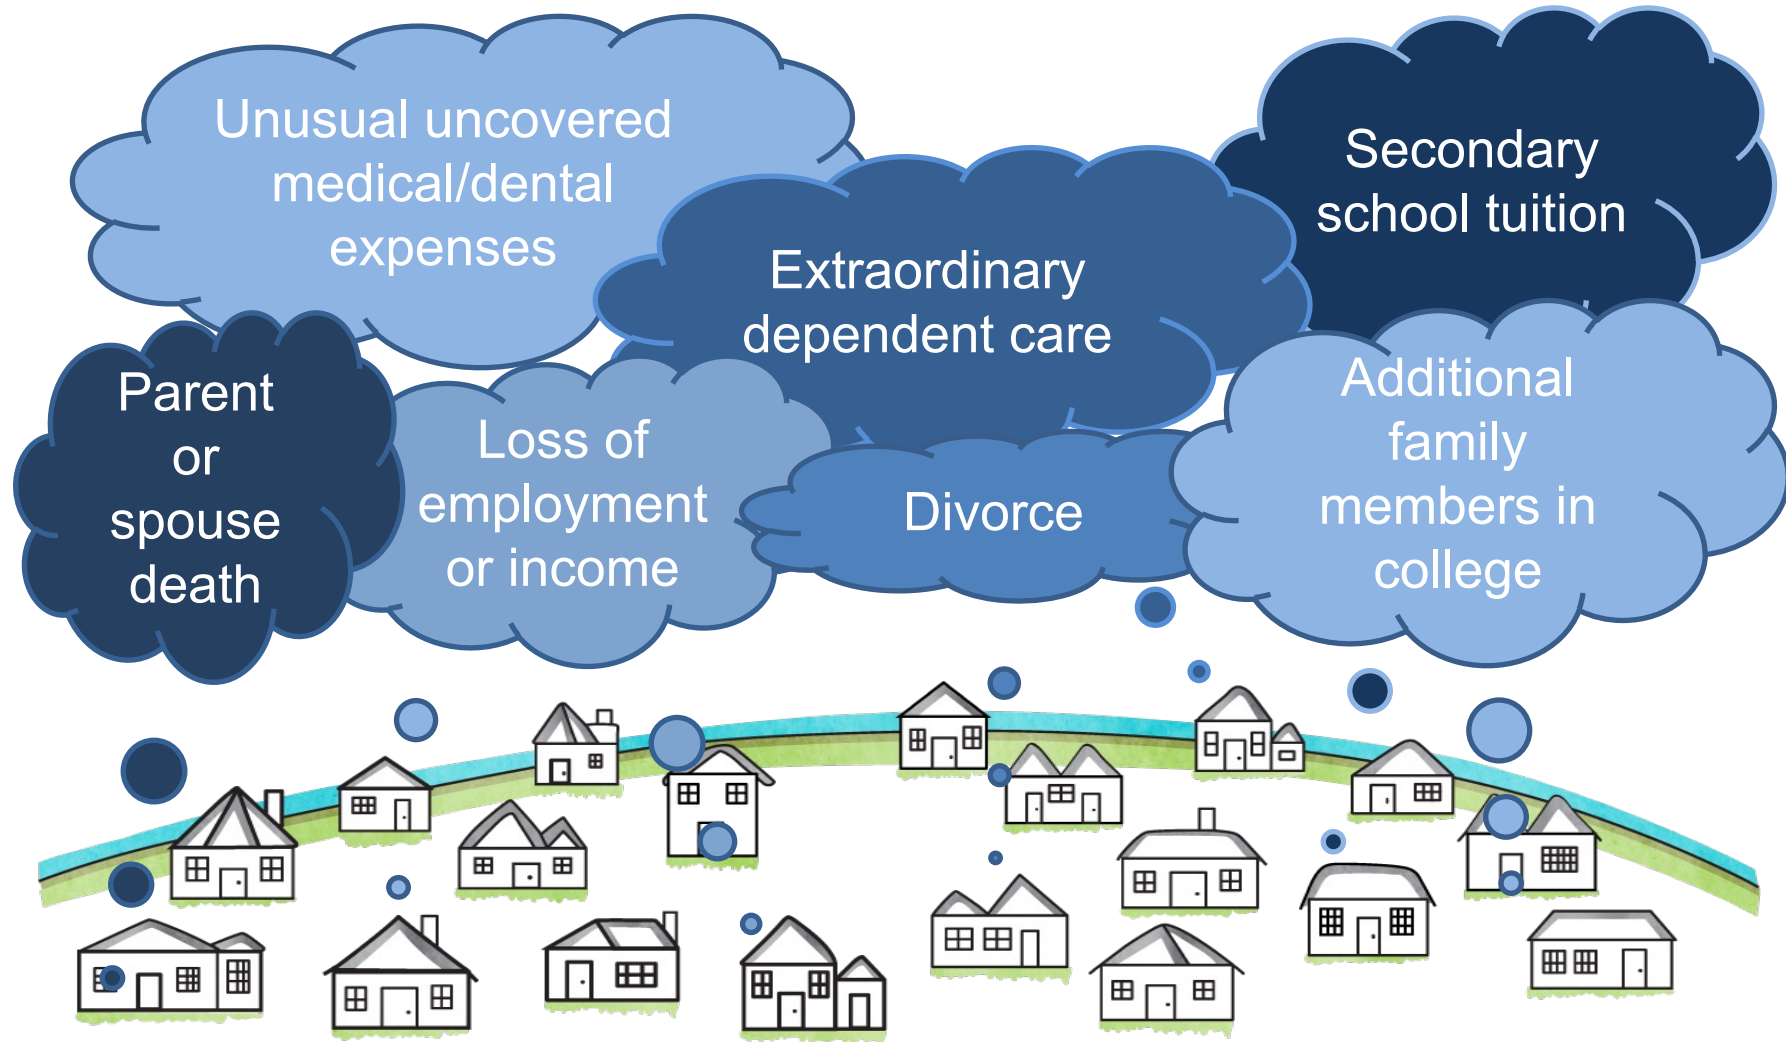 Unusual uncovered
medical/dental
expenses
Secondary
school tuition
Extraordinary
dependent care
Parent
or
spouse
death
Loss of
employment
or income
Divorce
Additional
family
members in
college